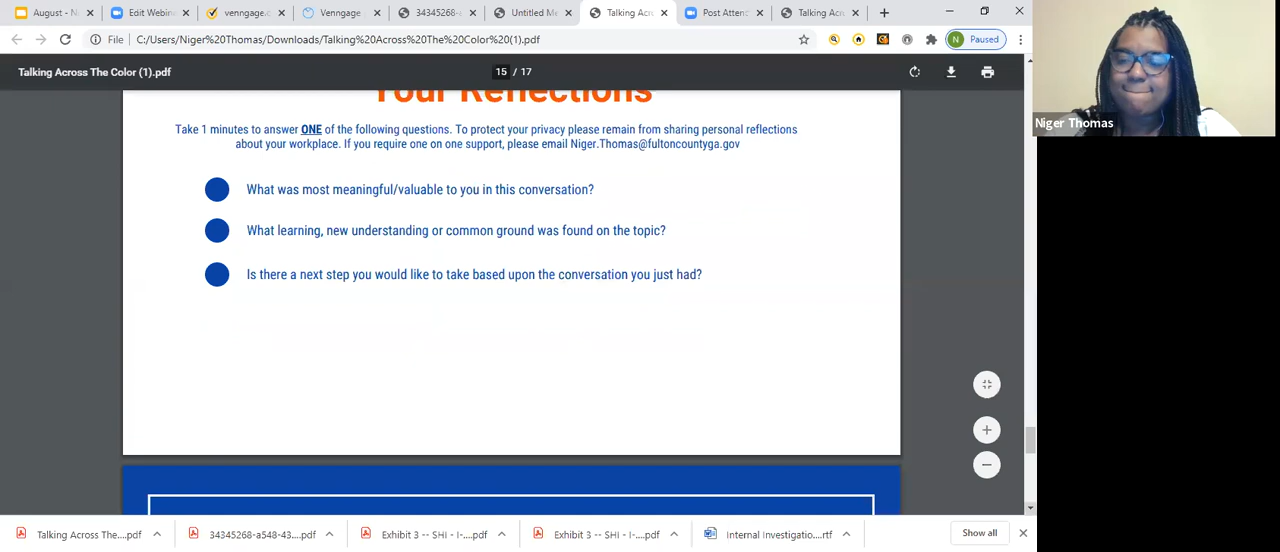 August - N
Edit Webina
venngage.c
Venngage
34345268-
Untitled Me
Talking Acr
Post Attend
Talking Acr
File
C:/Users/Niger%20Thomas/Downloads/Talking%20Across%20The%20Color%20(1).pdf
Paused
N
Talking Across The Color (1).pdf
15 / 17
Your Reflections
Take 1 minutes to answer ONE of the following questions. To protect your privacy please remain from sharing personal reflections
about your workplace. If you require one on one support, please email Niger.Thomas@fultoncountyga.gov
What was most meaningful/valuable to you in this conversation?
What learning, new understanding or common ground was found on the topic?
Is there a next step you would like to take based upon the conversation you just had?
Niger Thomas
Talking Across The....pdf
34345268-a548-43....pdf
Exhibit 3 -- SHI - I-....pdf
Exhibit 3 -- SHI - I-....pdf
Internal Investigatio....rtf
Show all